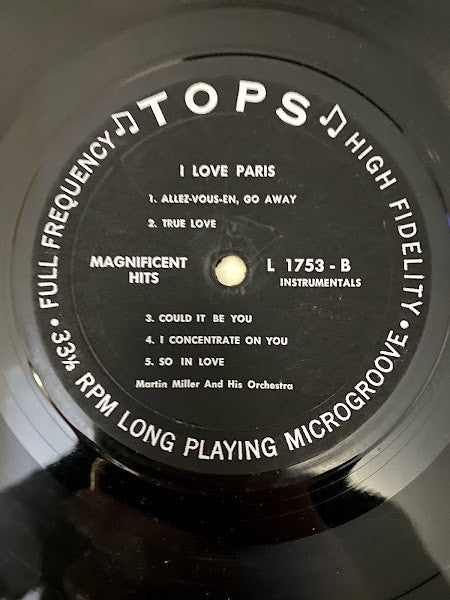 TOPS
FULL FREQUENCY
HIGH FIDELITY
I LOVE PARIS
1. ALLEZ-VOUS-EN, GO AWAY
2. TRUE LOVE
MAGNIFICENT
HITS
L 1753 - B
INSTRUMENTALS
3. COULD IT BE YOU
4. I CONCENTRATE ON YOU
5. SO IN LOVE
Martin Miller And His Orchestra
• 33⅓ RPM LONG PLAYING MICROGROOVE •